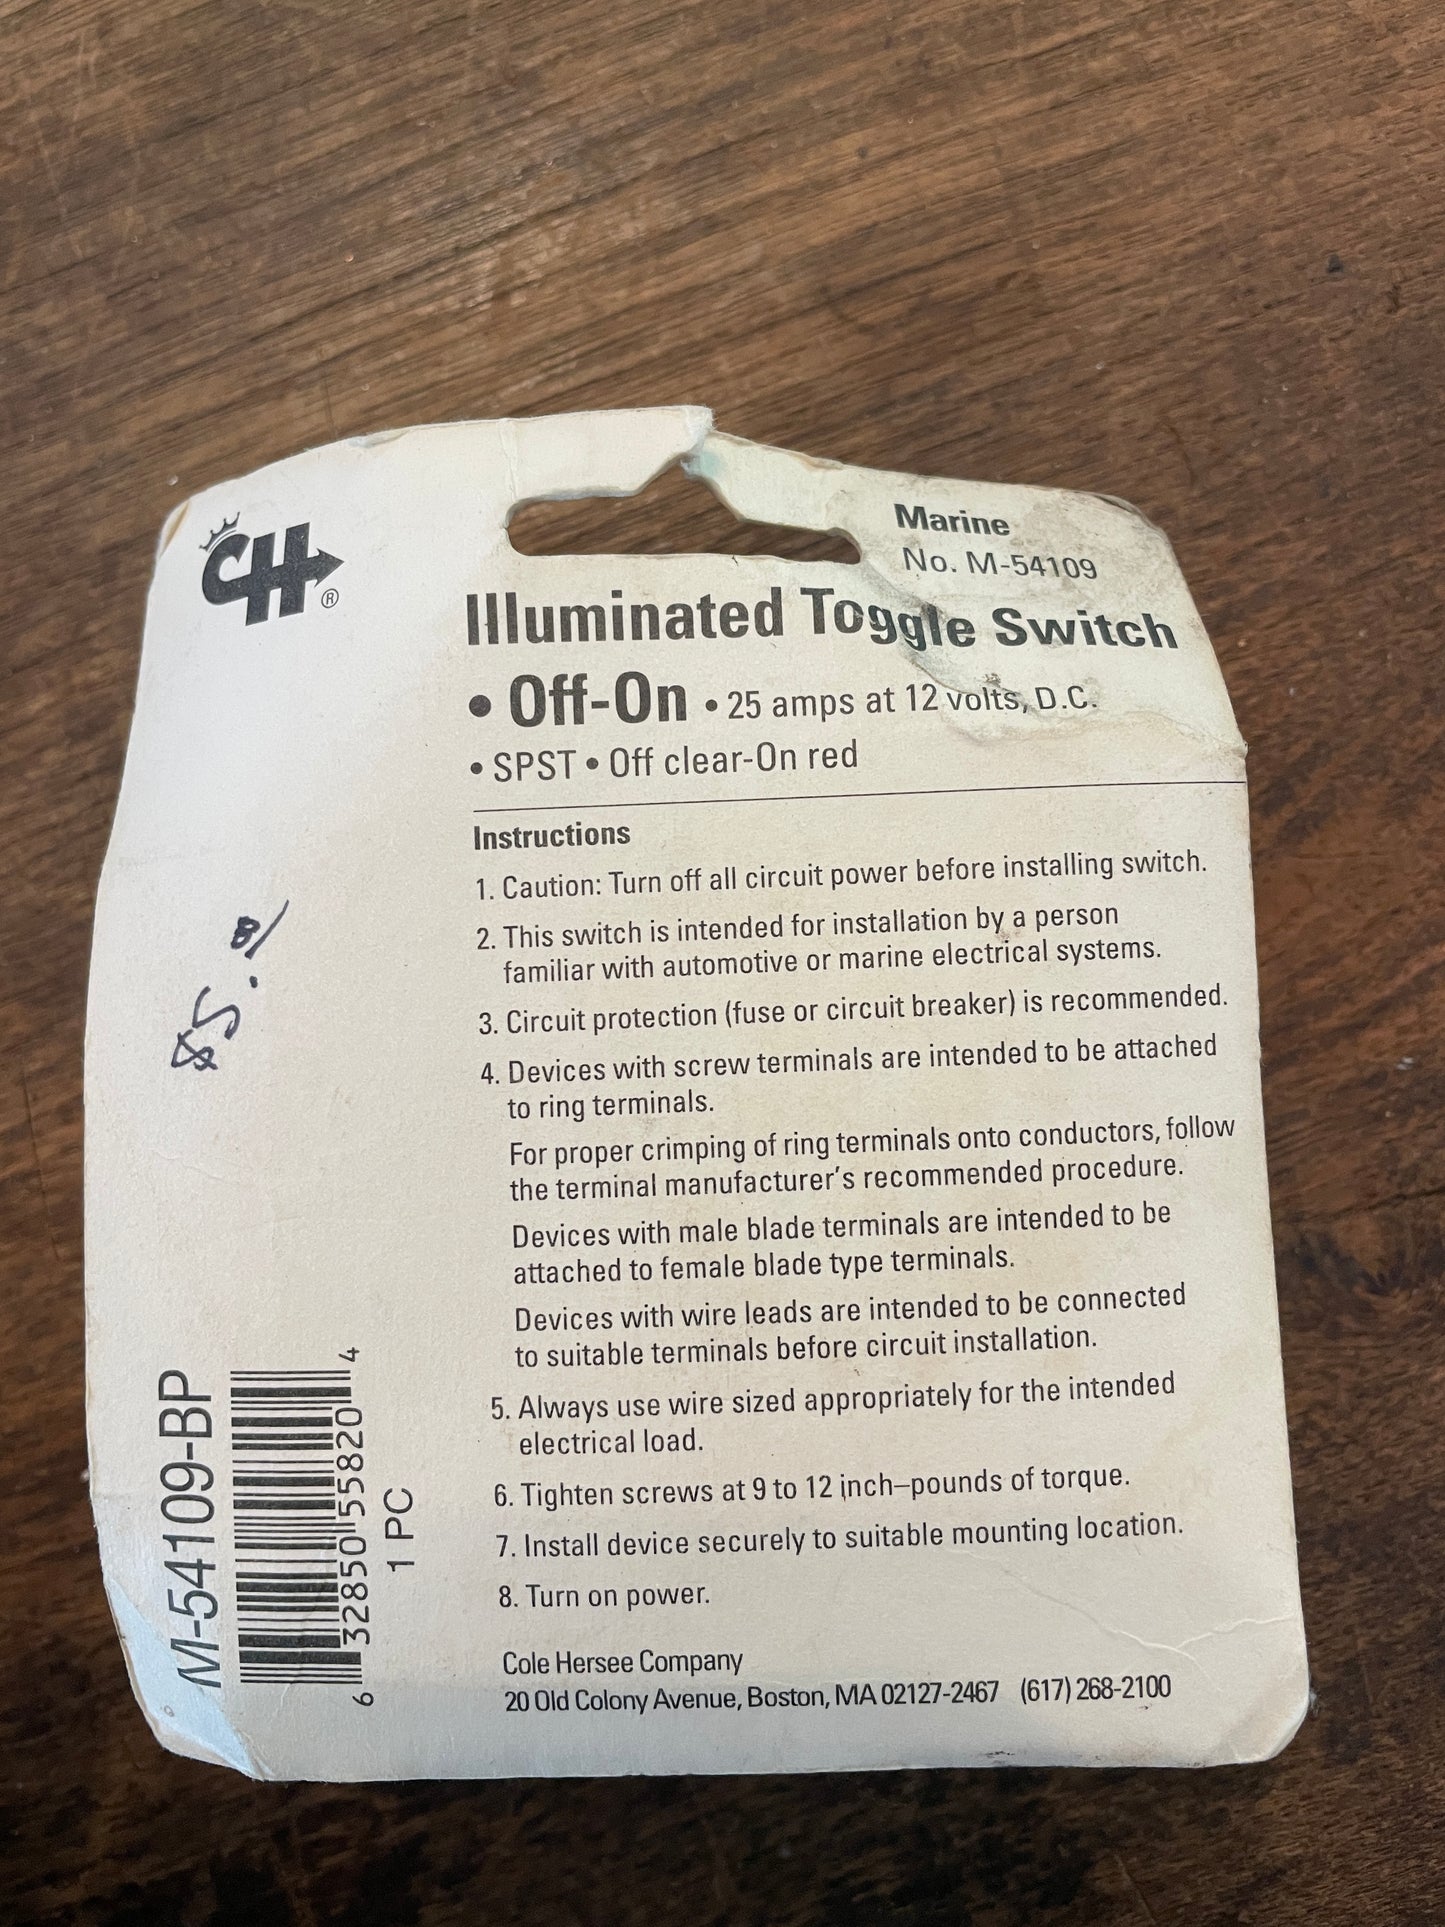 CH®
Marine
No. M-54109
Illuminated Toggle Switch
• Off-On • 25 amps at 12 volts, D.C.
• SPST • Off clear-On red
Instructions
1. Caution: Turn off all circuit power before installing switch.
2. This switch is intended for installation by a person
familiar with automotive or marine electrical systems.
3. Circuit protection (fuse or circuit breaker) is recommended.
4. Devices with screw terminals are intended to be attached
to ring terminals.
For proper crimping of ring terminals onto conductors, follow
the terminal manufacturer's recommended procedure.
Devices with male blade terminals are intended to be
attached to female blade type terminals.
Devices with wire leads are intended to be connected
to suitable terminals before circuit installation.
5. Always use wire sized appropriately for the intended
electrical load.
6. Tighten screws at 9 to 12 inch–pounds of torque.
7. Install device securely to suitable mounting location.
8. Turn on power.
Cole Hersee Company
20 Old Colony Avenue, Boston, MA 02127-2467 (617) 268-2100
M-54109-BP
6 32850 55820 4
1 PC